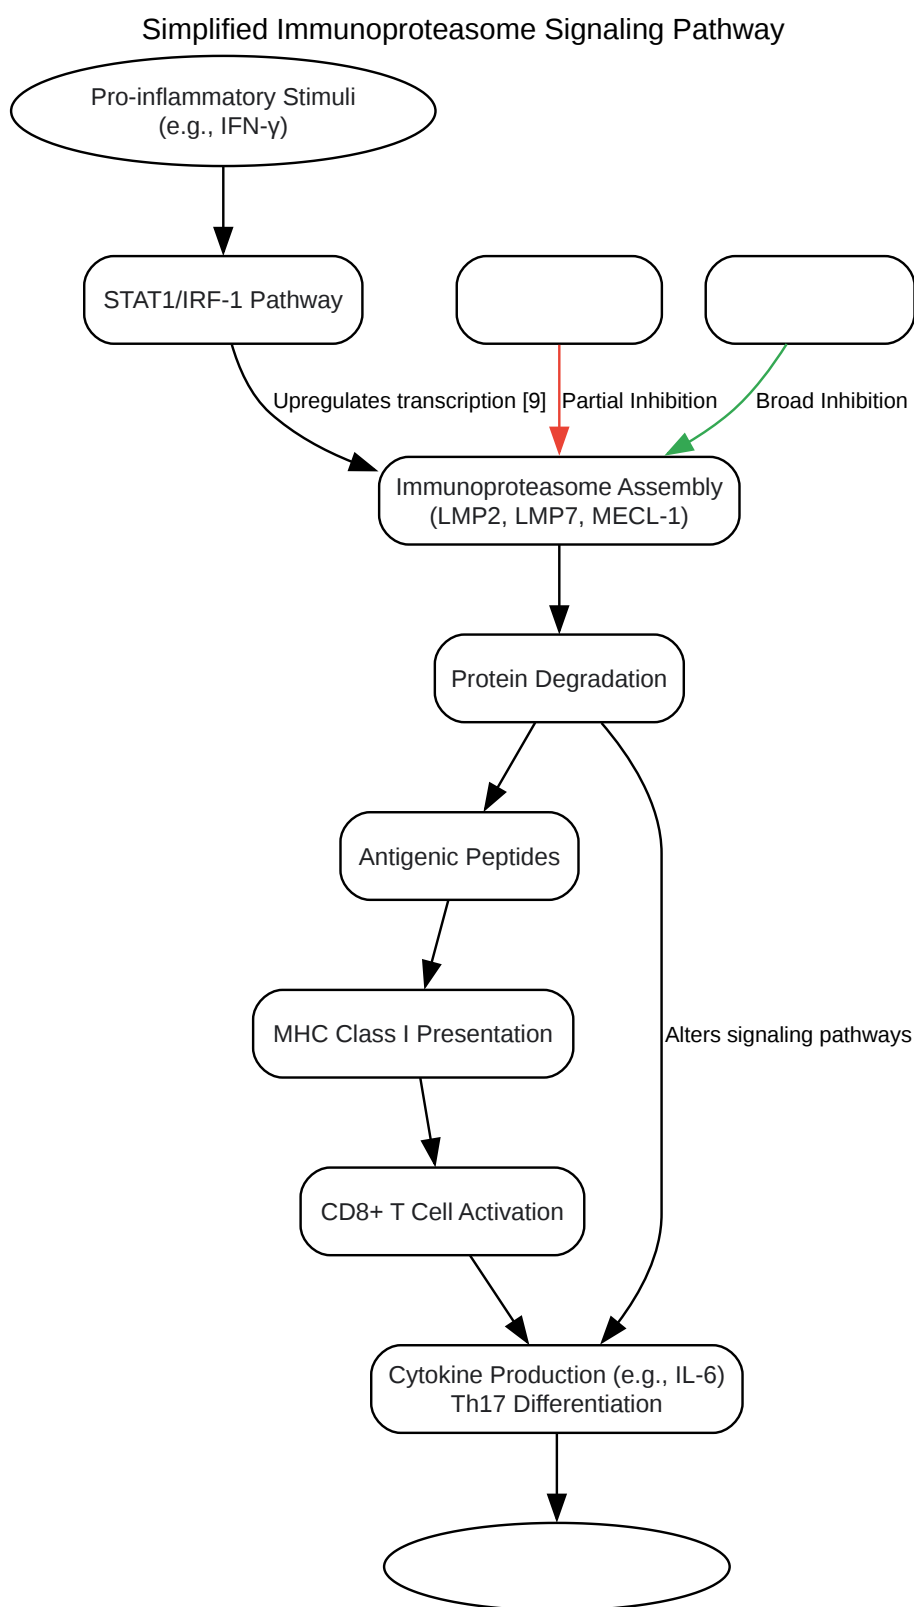 Simplified Immunoproteasome Signaling Pathway
Pro-inflammatory Stimuli
(e.g., IFN-γ)
STAT1/IRF-1 Pathway
Upregulates transcription [9]
Partial Inhibition
Broad Inhibition
Immunoproteasome Assembly
(LMP2, LMP7, MECL-1)
Protein Degradation
Antigenic Peptides
MHC Class I Presentation
Alters signaling pathways
CD8+ T Cell Activation
Cytokine Production (e.g., IL-6)
Th17 Differentiation